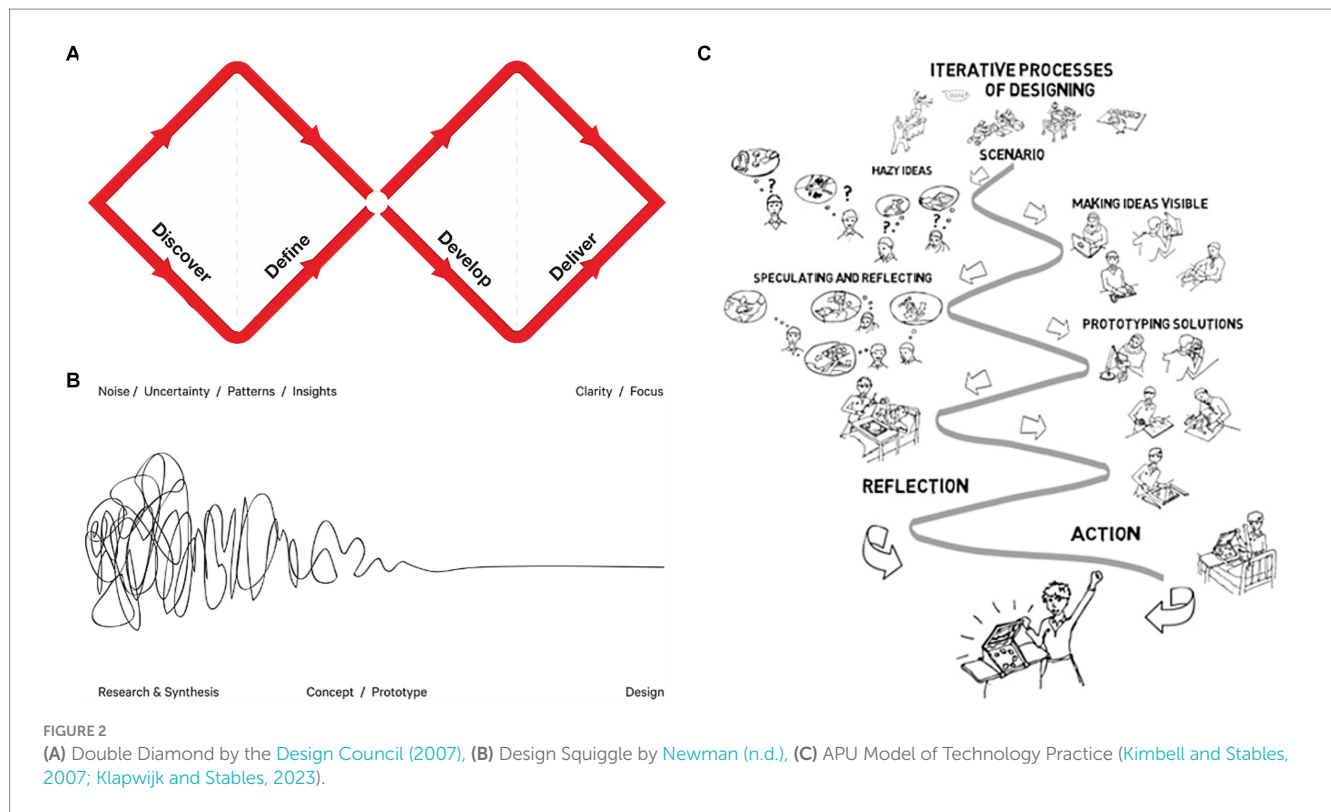 A
Discover
Define
Develop
Deliver
B
Noise / Uncertainty / Patterns / Insights
Clarity / Focus
Research & Synthesis
Concept / Prototype
Design
C
ITERATIVE PROCESSES
OF DESIGNING
SCENARIO
HAZY IDEAS
?
?
?
?
MAKING IDEAS VISIBLE
SPECULATING AND REFLECTING
PROTOTYPING SOLUTIONS
REFLECTION
ACTION
FIGURE 2
(A) Double Diamond by the Design Council (2007), (B) Design Squiggle by Newman (n.d.), (C) APU Model of Technology Practice (Kimbell and Stables,
2007; Klapwijk and Stables, 2023).